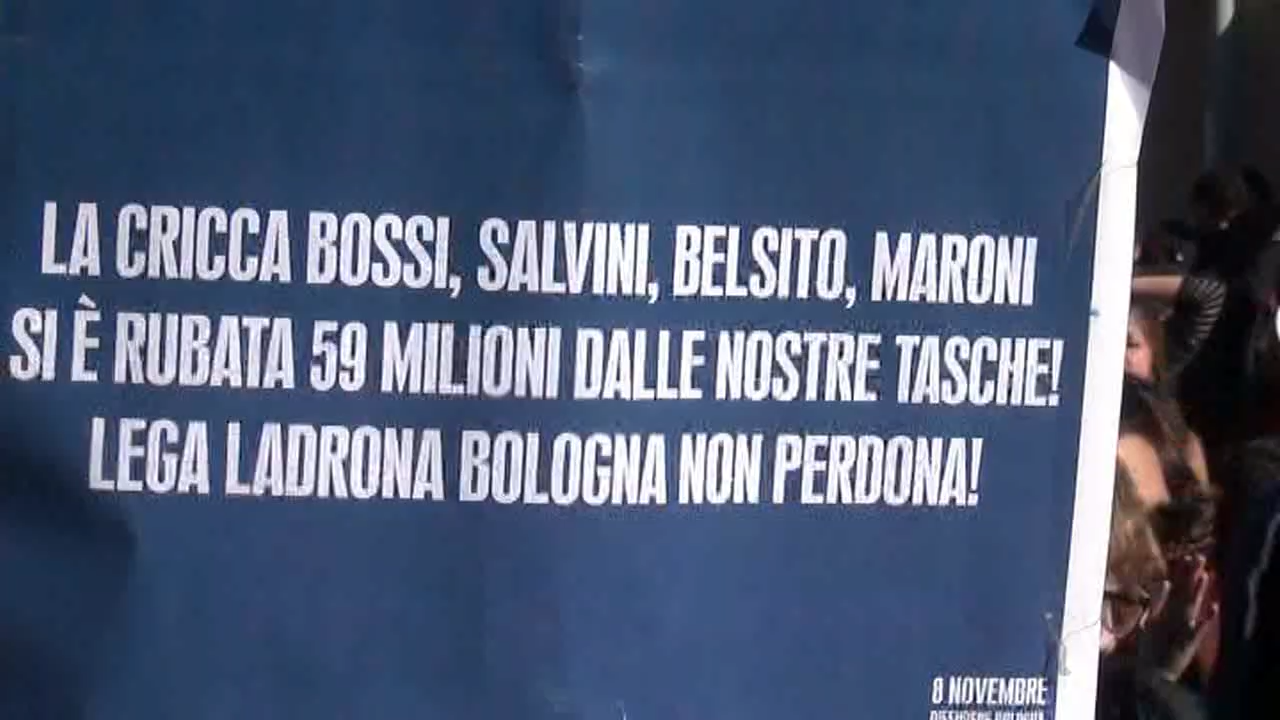 LA CRICCA BOSSI, SALVINI, BELSITO, MARONI
SI È RUBATA 59 MILIONI DALLE NOSTRE TASCHE!
LEGA LADRONA BOLOGNA NON PERDONA!
8 NOVEMBRE